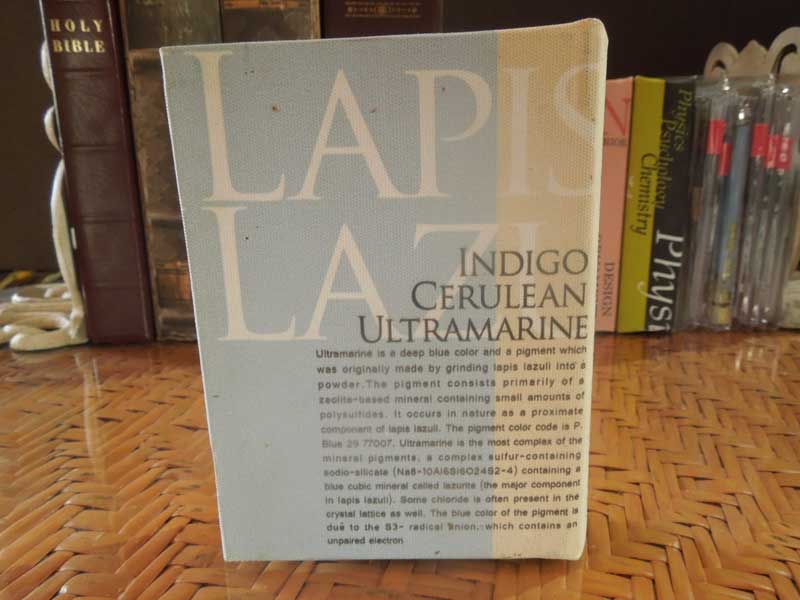 HOLY
BIBLE
LAPIS
LAZ
INDIGO
CERULEAN
ULTRAMARINE
Ultramarine is a deep blue color and a pigment which
was originally made by grinding lapis lazuli into a
powder.The pigment consists primarily of a
zeolite-based mineral containing small amounts of
polysulfides. It occurs in nature as a proximate
component of lapis lazuli. The pigment color code is P.
Blue 29 77007. Ultramarine is the most complex of the
mineral pigments, a complex sulfur-containing
sodio-silicate (Na8-10Al6Si6O24S2-4) containing a
blue cubic mineral called lazurite (the major component
in lapis lazuli). Some chloride is often present in the
crystal lattice as well. The blue color of the pigment is
due to the S3- radical anion, which contains an
unpaired electron
DESIGN
Physics
Psychology
Chemistry
Physi